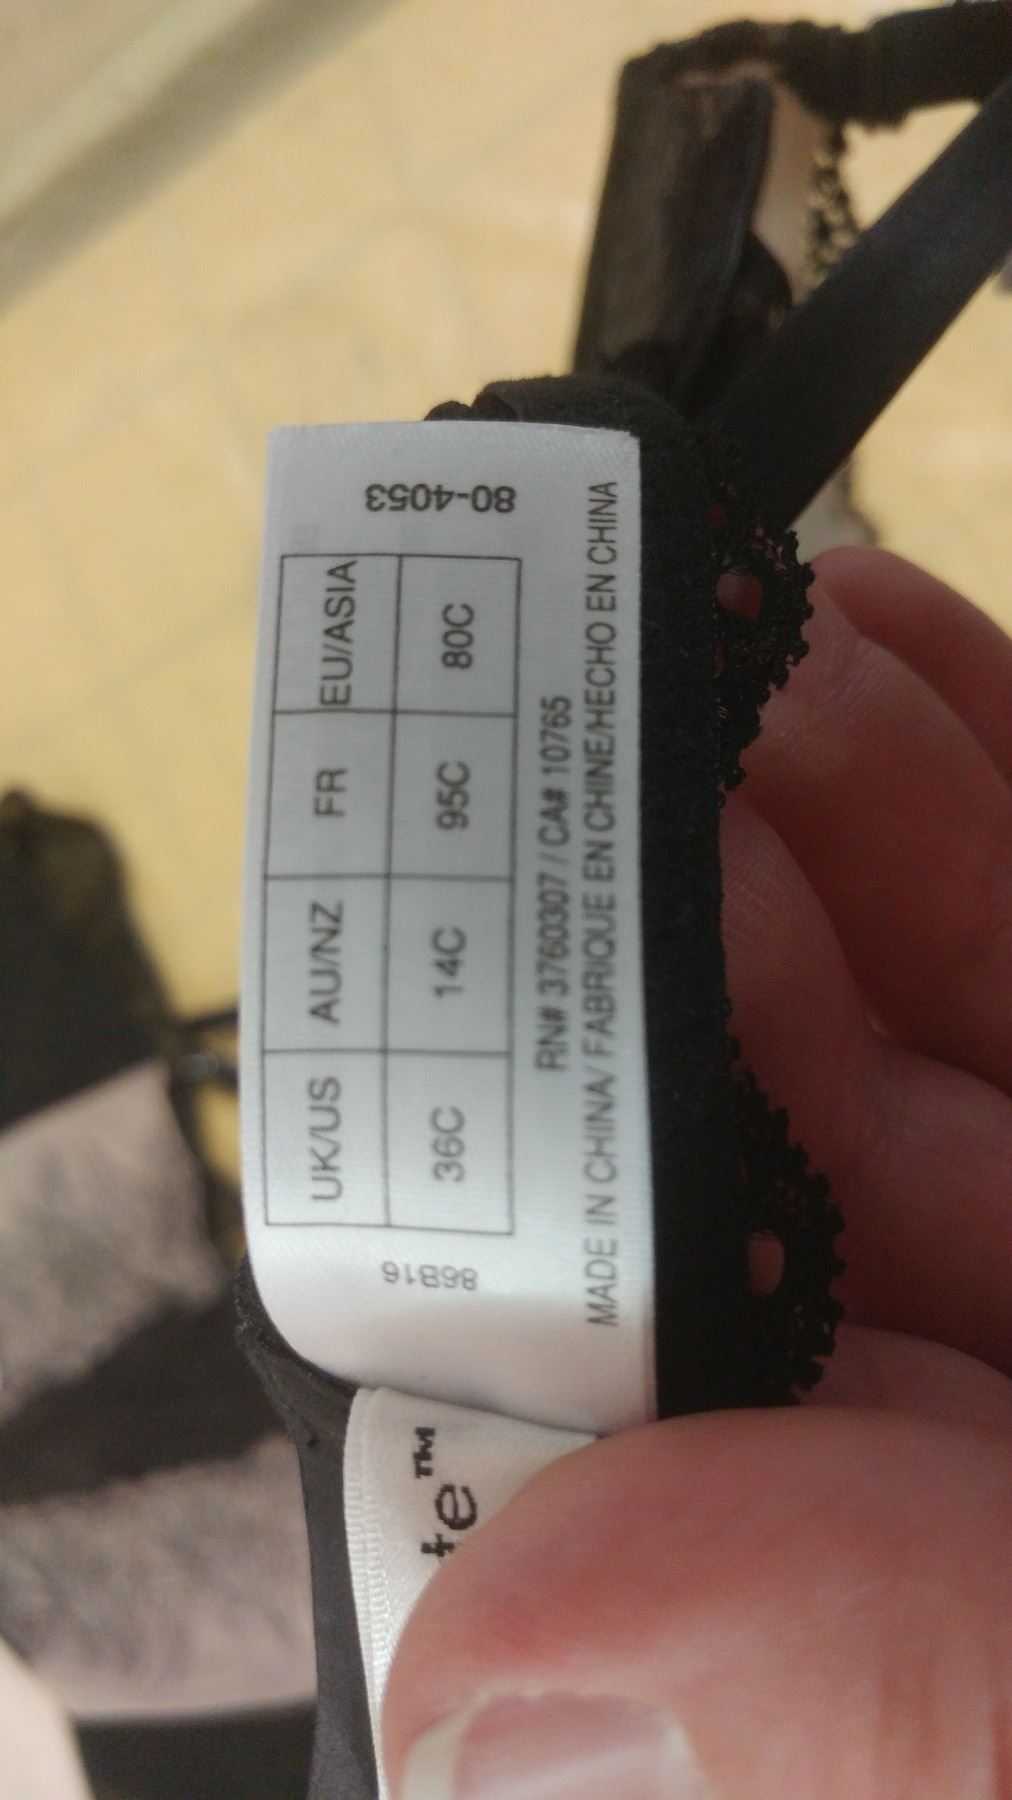 86B16
UK/US AU/NZ FR EU/ASIA
36C 14C 95C 80C
80-4053
RN# 3760307 / CA# 10765
MADE IN CHINA/ FABRIQUE EN CHINE/HECHO EN CHINA
te™